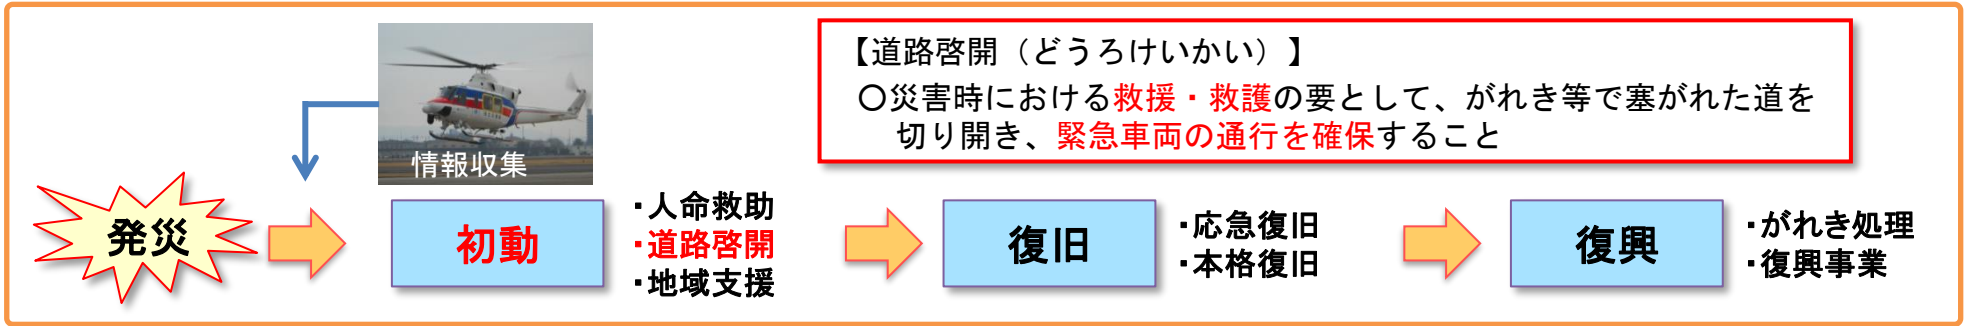 【道路啓開（どうろけいかい）】
〇災害時における救援・救護の要として、がれき等で塞がれた道を
切り開き、緊急車両の通行を確保すること
情報収集
発災
初動
・人命救助
・道路啓開
・地域支援
復旧
・応急復旧
・本格復旧
復興
・がれき処理
・復興事業